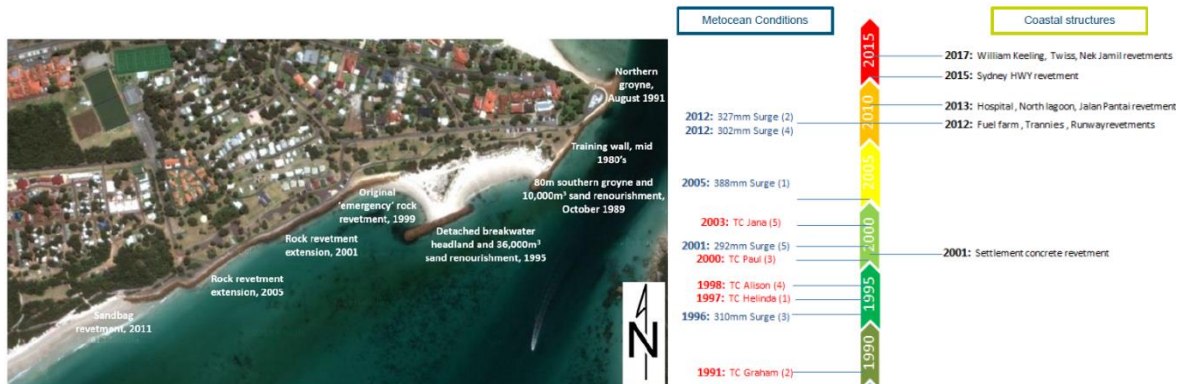 Northern
groyne,
August 1991
Training wall, mid
1980's
80m southern groyne and
10,000m³ sand renourishment,
October 1989
Original
'emergency' rock
revetment, 1999
Detached breakwater
headland and 36,000m³
sand renourishment, 1995
Rock revetment
extension, 2001
Rock revetment
extension, 2005
Sandbag
revetment, 2011
N
Metocean Conditions
Coastal structures
2015
2010
2005
2000
1995
1990
2012: 327mm Surge (2)
2012: 302mm Surge (4)
2005: 388mm Surge (1)
2003: TC Jana (5)
2001: 292mm Surge (5)
2000: TC Paul (3)
1998: TC Alison (4)
1997: TC Helinda (1)
1996: 310mm Surge (3)
1991: TC Graham (2)
2017: William Keeling, Twiss, Nek Jamil revetments
2015: Sydney HWY revetment
2013: Hospital, North lagoon, Jalan Pantai revetment
2012: Fuel farm, Trannies, Runway revetments
2001: Settlement concrete revetment